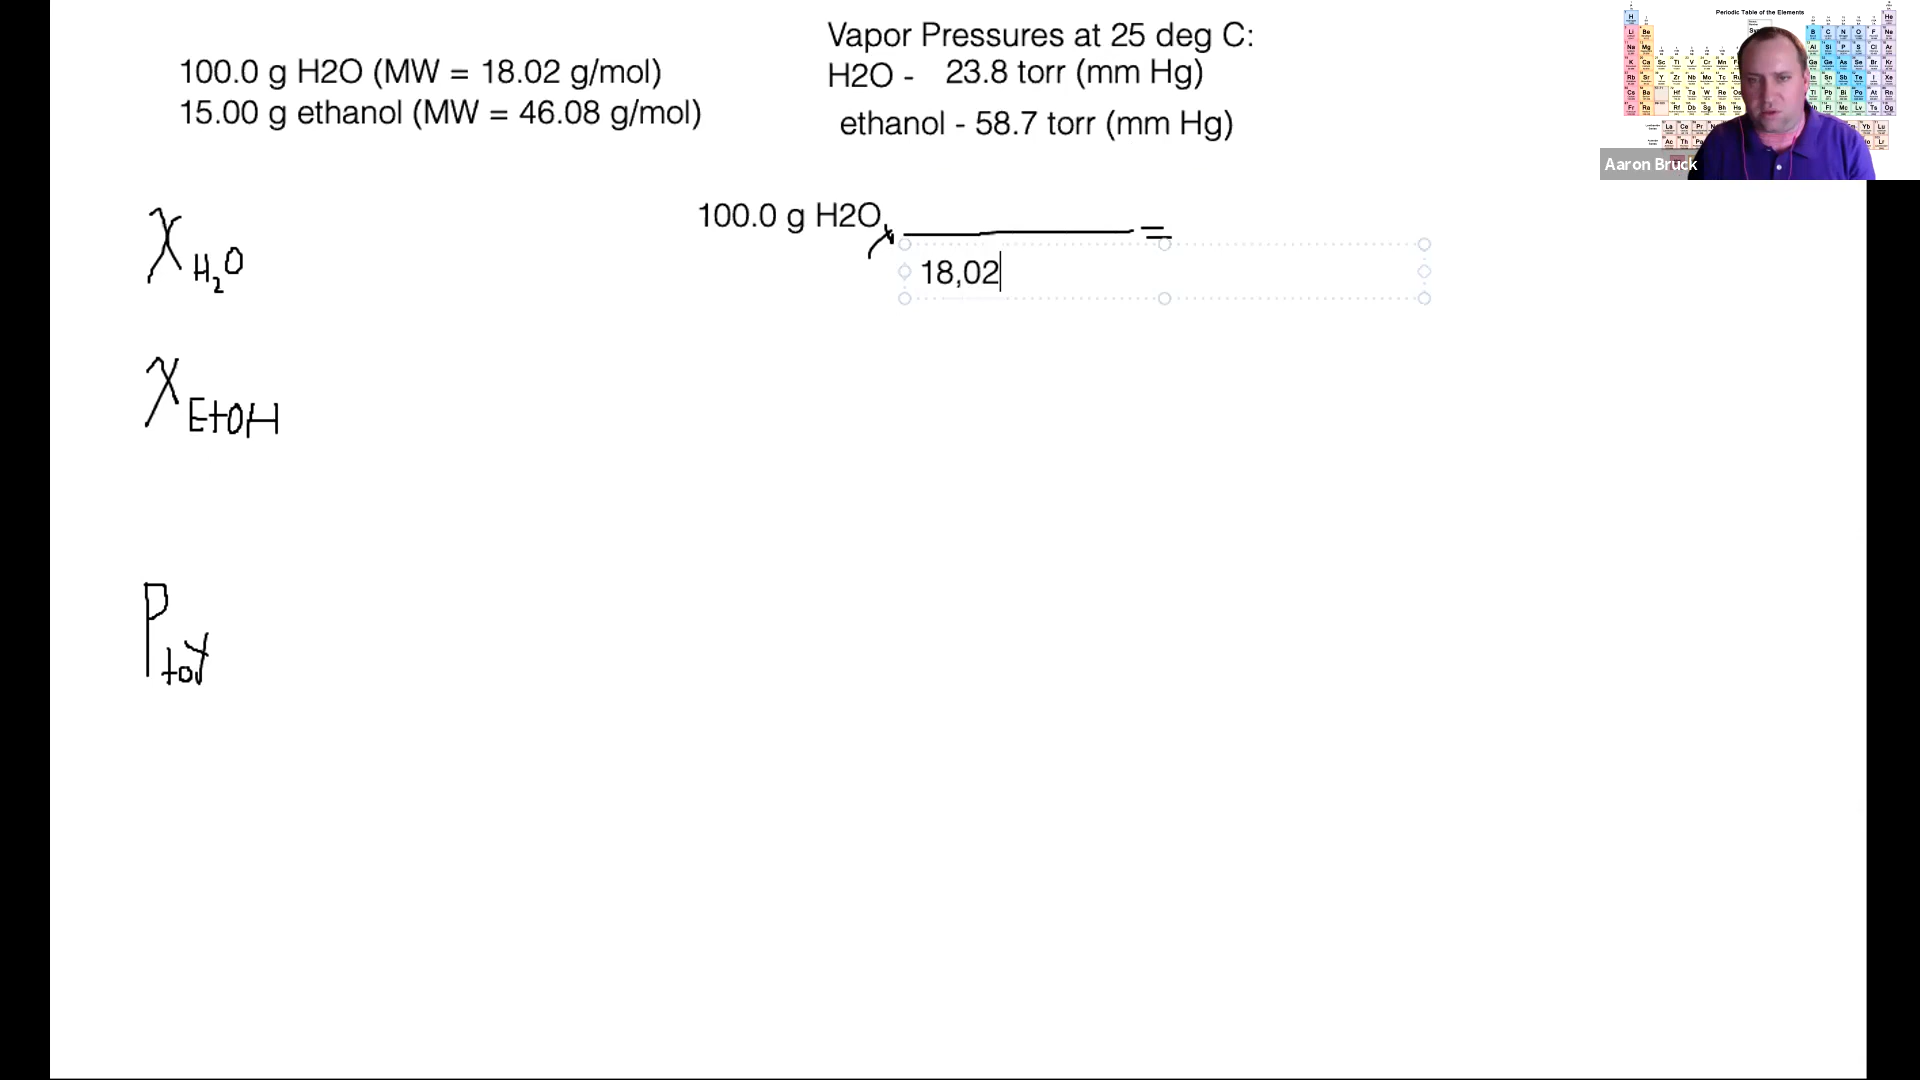 100.0 g H2O (MW = 18.02 g/mol)
15.00 g ethanol (MW = 46.08 g/mol)
Vapor Pressures at 25 deg C:
H2O - 23.8 torr (mm Hg)
ethanol - 58.7 torr (mm Hg)
Periodic Table of the Elements
Aaron Bruck
χ H₂O
100.0 g H2O x =
18,02
χ EtOH
P tot